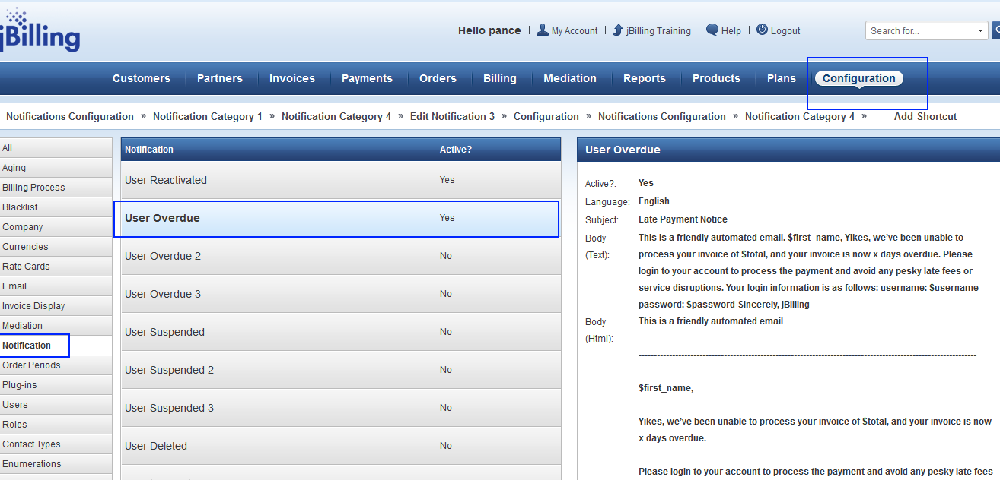 jBilling
Hello pance | My Account | jBilling Training | Help | Logout
Search for...
Customers Partners Invoices Payments Orders Billing Mediation Reports Products Plans Configuration
Notifications Configuration » Notification Category 1 » Notification Category 4 » Edit Notification 3 » Configuration » Notifications Configuration » Notification Category 4 » Add Shortcut
All
Aging
Billing Process
Blacklist
Company
Currencies
Rate Cards
Email
Invoice Display
Mediation
Notification
Order Periods
Plug-ins
Users
Roles
Contact Types
Enumerations
Notification Active?
User Reactivated Yes
User Overdue Yes
User Overdue 2 No
User Overdue 3 No
User Suspended No
User Suspended 2 No
User Suspended 3 No
User Deleted No
User Overdue
Active?: Yes
Language: English
Subject: Late Payment Notice
Body (Text): This is a friendly automated email. $first_name, Yikes, we’ve been unable to
process your invoice of $total, and your invoice is now x days overdue. Please
login to your account to process the payment and avoid any pesky late fees or
service disruptions. Your login information is as follows: username: $username
password: $password Sincerely, jBilling
Body (Html): This is a friendly automated email
-----------------------------------------------------------------------------------------------
$first_name,
Yikes, we’ve been unable to process your invoice of $total, and your invoice is now
x days overdue.
Please login to your account to process the payment and avoid any pesky late fees